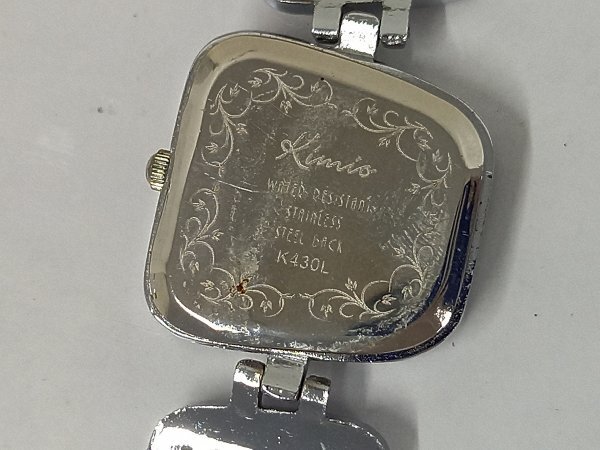 Kimio
WATER RESISTANT
STAINLESS
STEEL BACK
K430L